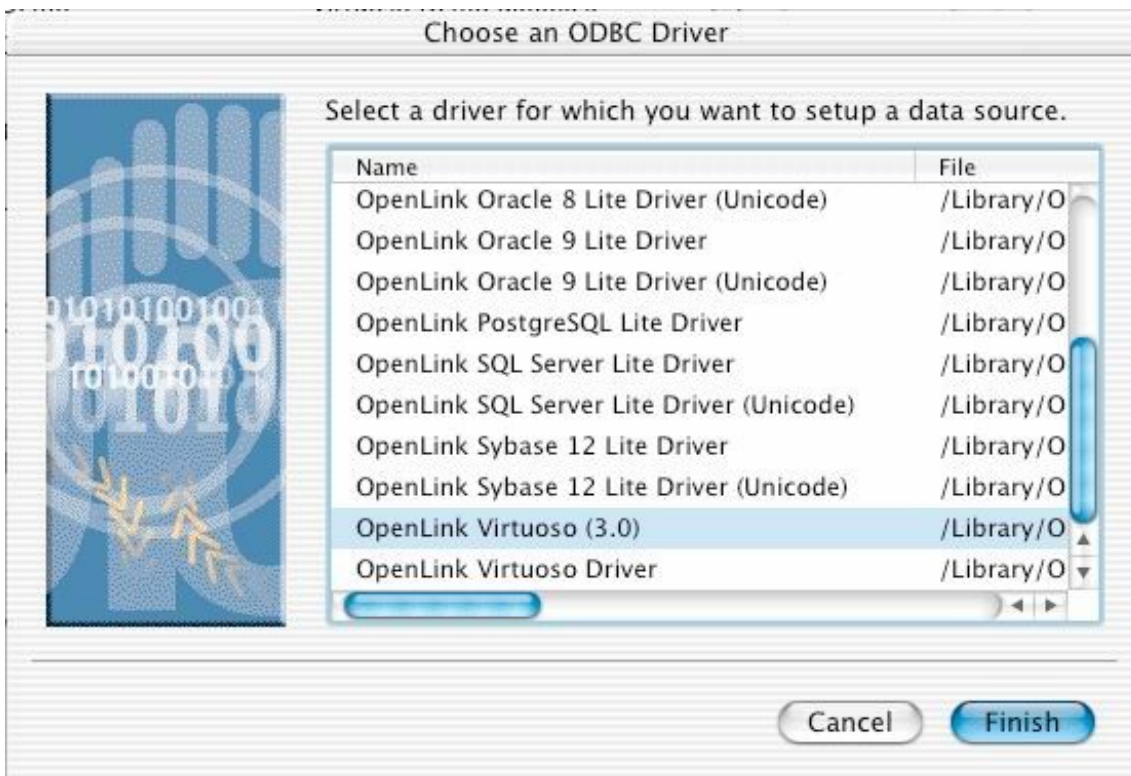 Choose an ODBC Driver
Select a driver for which you want to setup a data source.
Name File
OpenLink Oracle 8 Lite Driver (Unicode) /Library/O
OpenLink Oracle 9 Lite Driver /Library/O
OpenLink Oracle 9 Lite Driver (Unicode) /Library/O
OpenLink PostgreSQL Lite Driver /Library/O
OpenLink SQL Server Lite Driver /Library/O
OpenLink SQL Server Lite Driver (Unicode) /Library/O
OpenLink Sybase 12 Lite Driver /Library/O
OpenLink Sybase 12 Lite Driver (Unicode) /Library/O
OpenLink Virtuoso (3.0) /Library/O
OpenLink Virtuoso Driver /Library/O
Cancel Finish